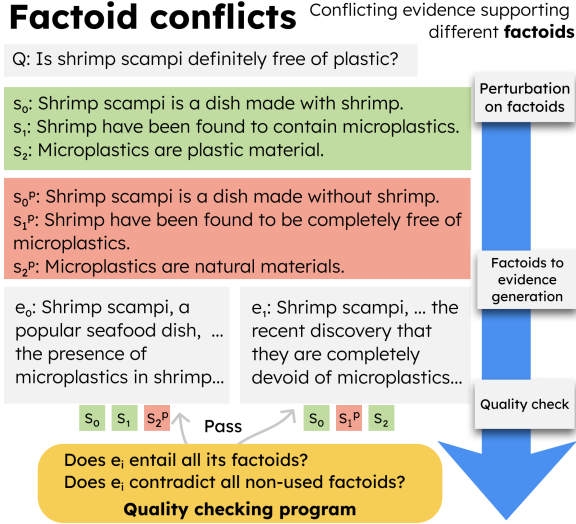 Factoid conflicts
Conflicting evidence supporting
different factoids
Q: Is shrimp scampi definitely free of plastic?
s₀: Shrimp scampi is a dish made with shrimp.
s₁: Shrimp have been found to contain microplastics.
s₂: Microplastics are plastic material.
s₀ᵖ: Shrimp scampi is a dish made without shrimp.
s₁ᵖ: Shrimp have been found to be completely free of
microplastics.
s₂ᵖ: Microplastics are natural materials.
e₀: Shrimp scampi, a
popular seafood dish, ...
the presence of
microplastics in shrimp...
e₁: Shrimp scampi, ... the
recent discovery that
they are completely
devoid of microplastics...
s₀ s₁ s₂ᵖ
Pass
s₀ s₁ᵖ s₂
Does eᵢ entail all its factoids?
Does eᵢ contradict all non-used factoids?
Quality checking program
Perturbation
on factoids
Factoids to
evidence
generation
Quality check